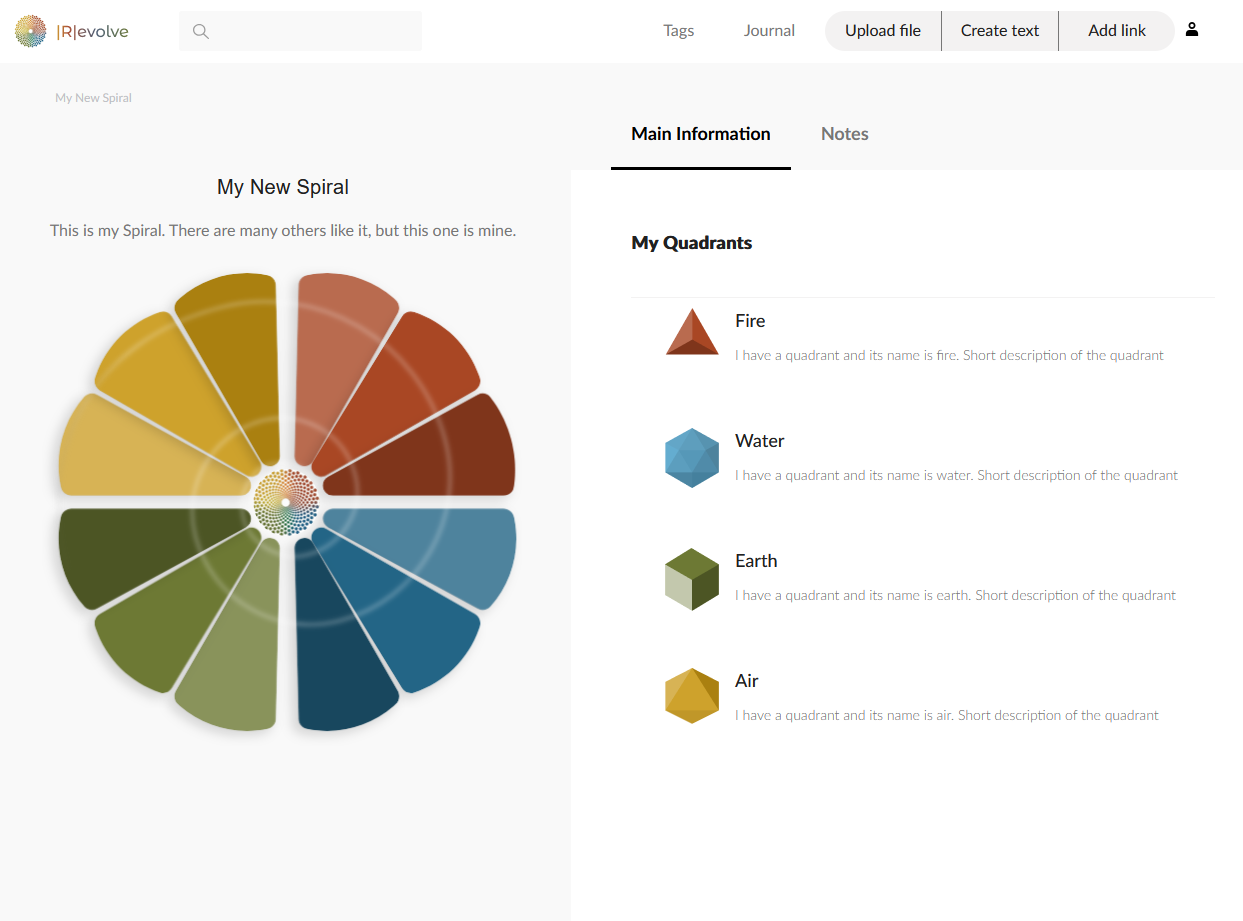 |R|evolve
Tags
Journal
Upload file
Create text
Add link
My New Spiral
Main Information
Notes
My New Spiral
This is my Spiral. There are many others like it, but this one is mine.
My Quadrants
Fire
I have a quadrant and its name is fire. Short description of the quadrant
Water
I have a quadrant and its name is water. Short description of the quadrant
Earth
I have a quadrant and its name is earth. Short description of the quadrant
Air
I have a quadrant and its name is air. Short description of the quadrant